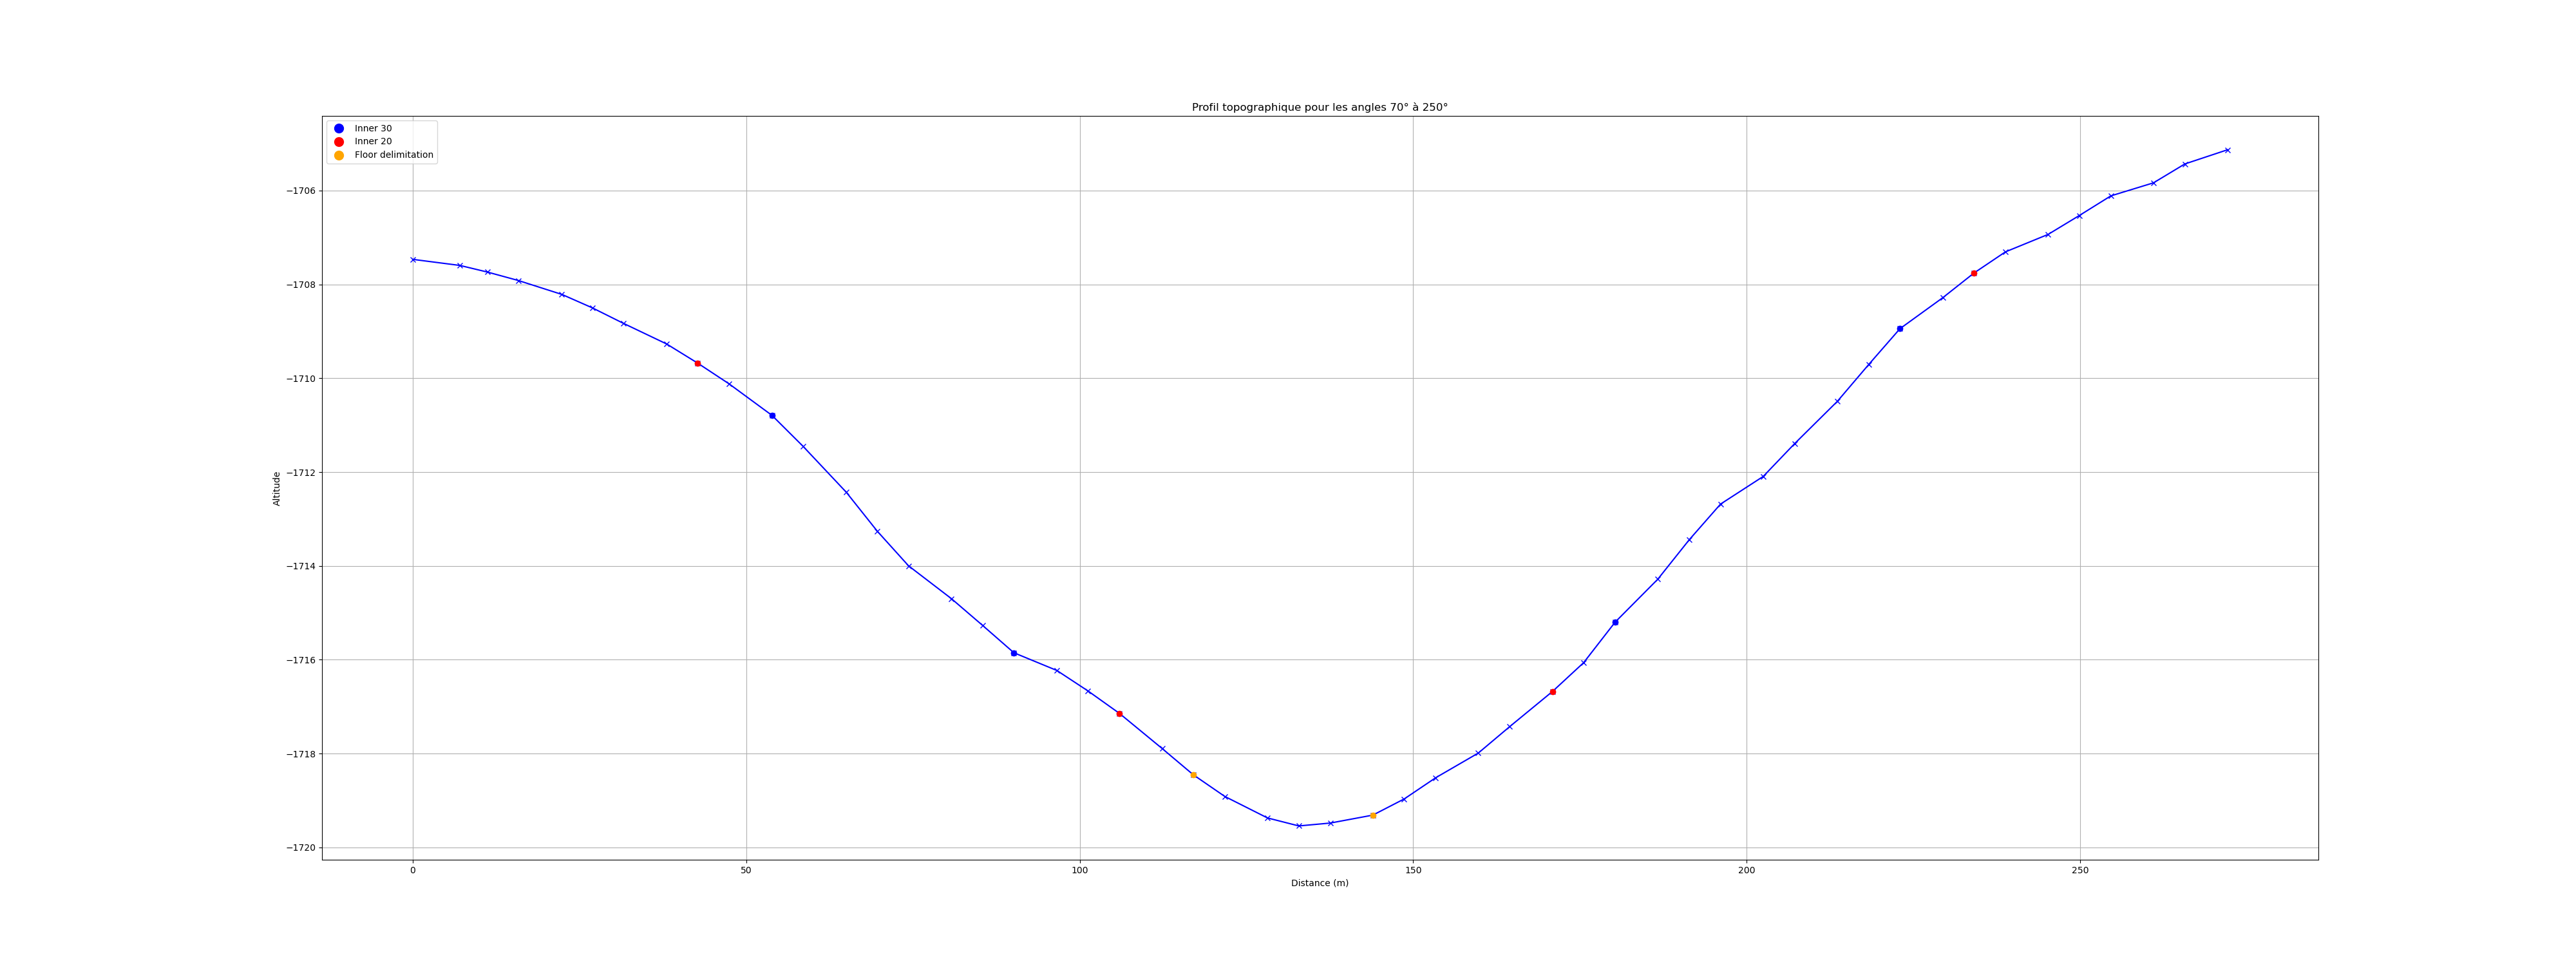 Profil topographique pour les angles 70° à 250°
Inner 30
Inner 20
Floor delimitation
−1706
−1708
−1710
−1712
−1714
−1716
−1718
−1720
Altitude
0 50 100 150 200 250
Distance (m)